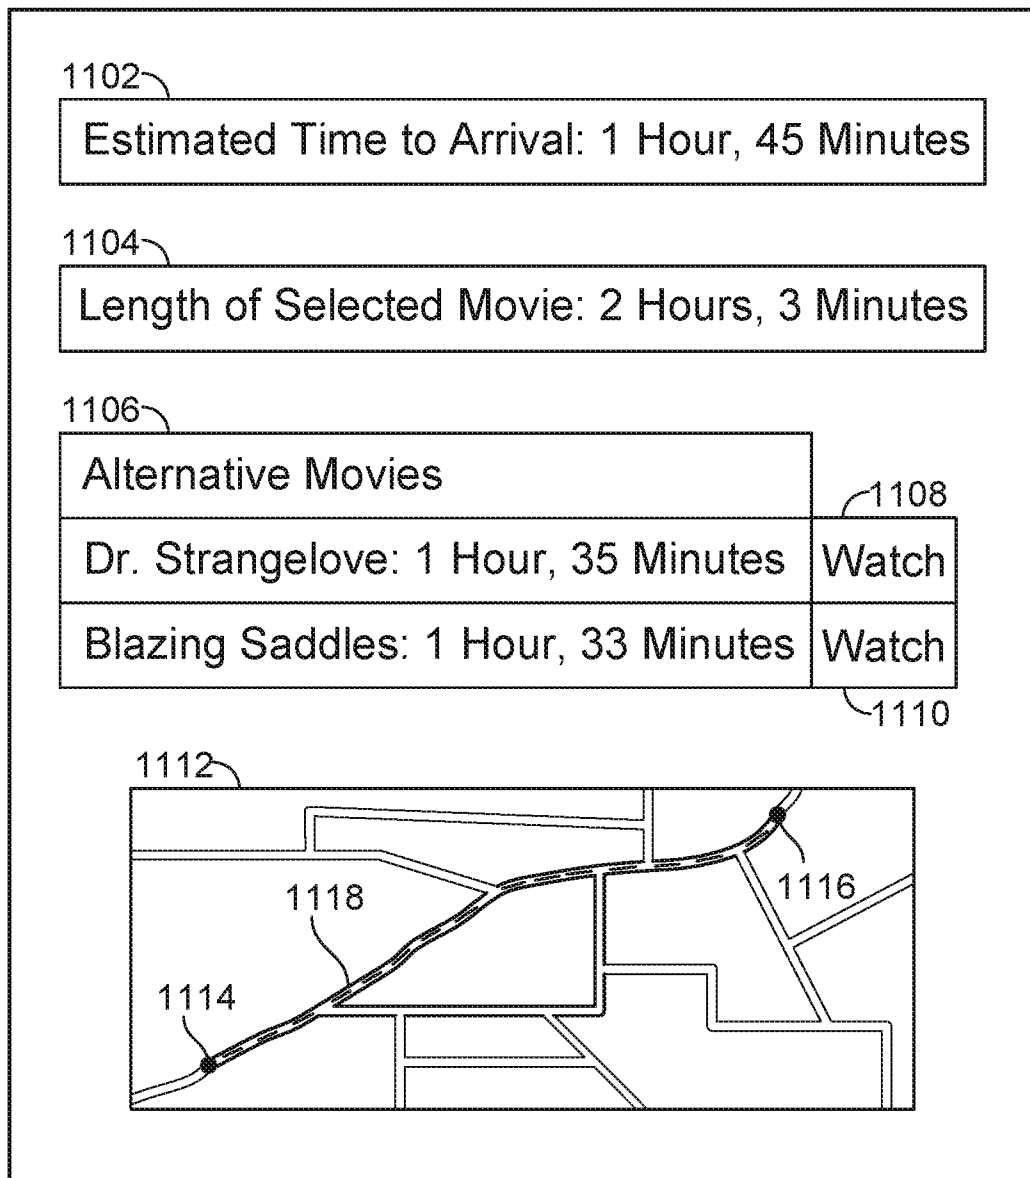 1102
Estimated Time to Arrival: 1 Hour, 45 Minutes
1104
Length of Selected Movie: 2 Hours, 3 Minutes
1106
Alternative Movies
1108
Dr. Strangelove: 1 Hour, 35 Minutes Watch
Blazing Saddles: 1 Hour, 33 Minutes Watch
1110
1112
1116
1118
1114